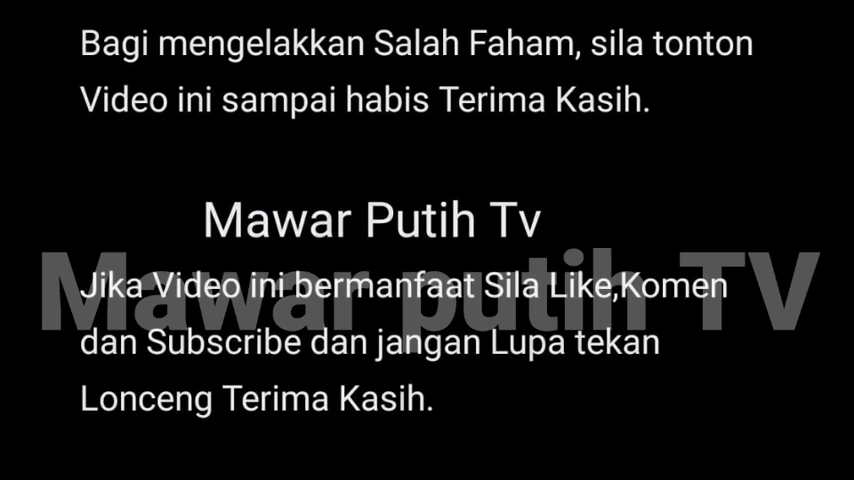 Bagi mengelakkan Salah Faham, sila tonton
Video ini sampai habis Terima Kasih.
Mawar Putih Tv
Mawar putih TV
Jika Video ini bermanfaat Sila Like,Komen
dan Subscribe dan jangan Lupa tekan
Lonceng Terima Kasih.